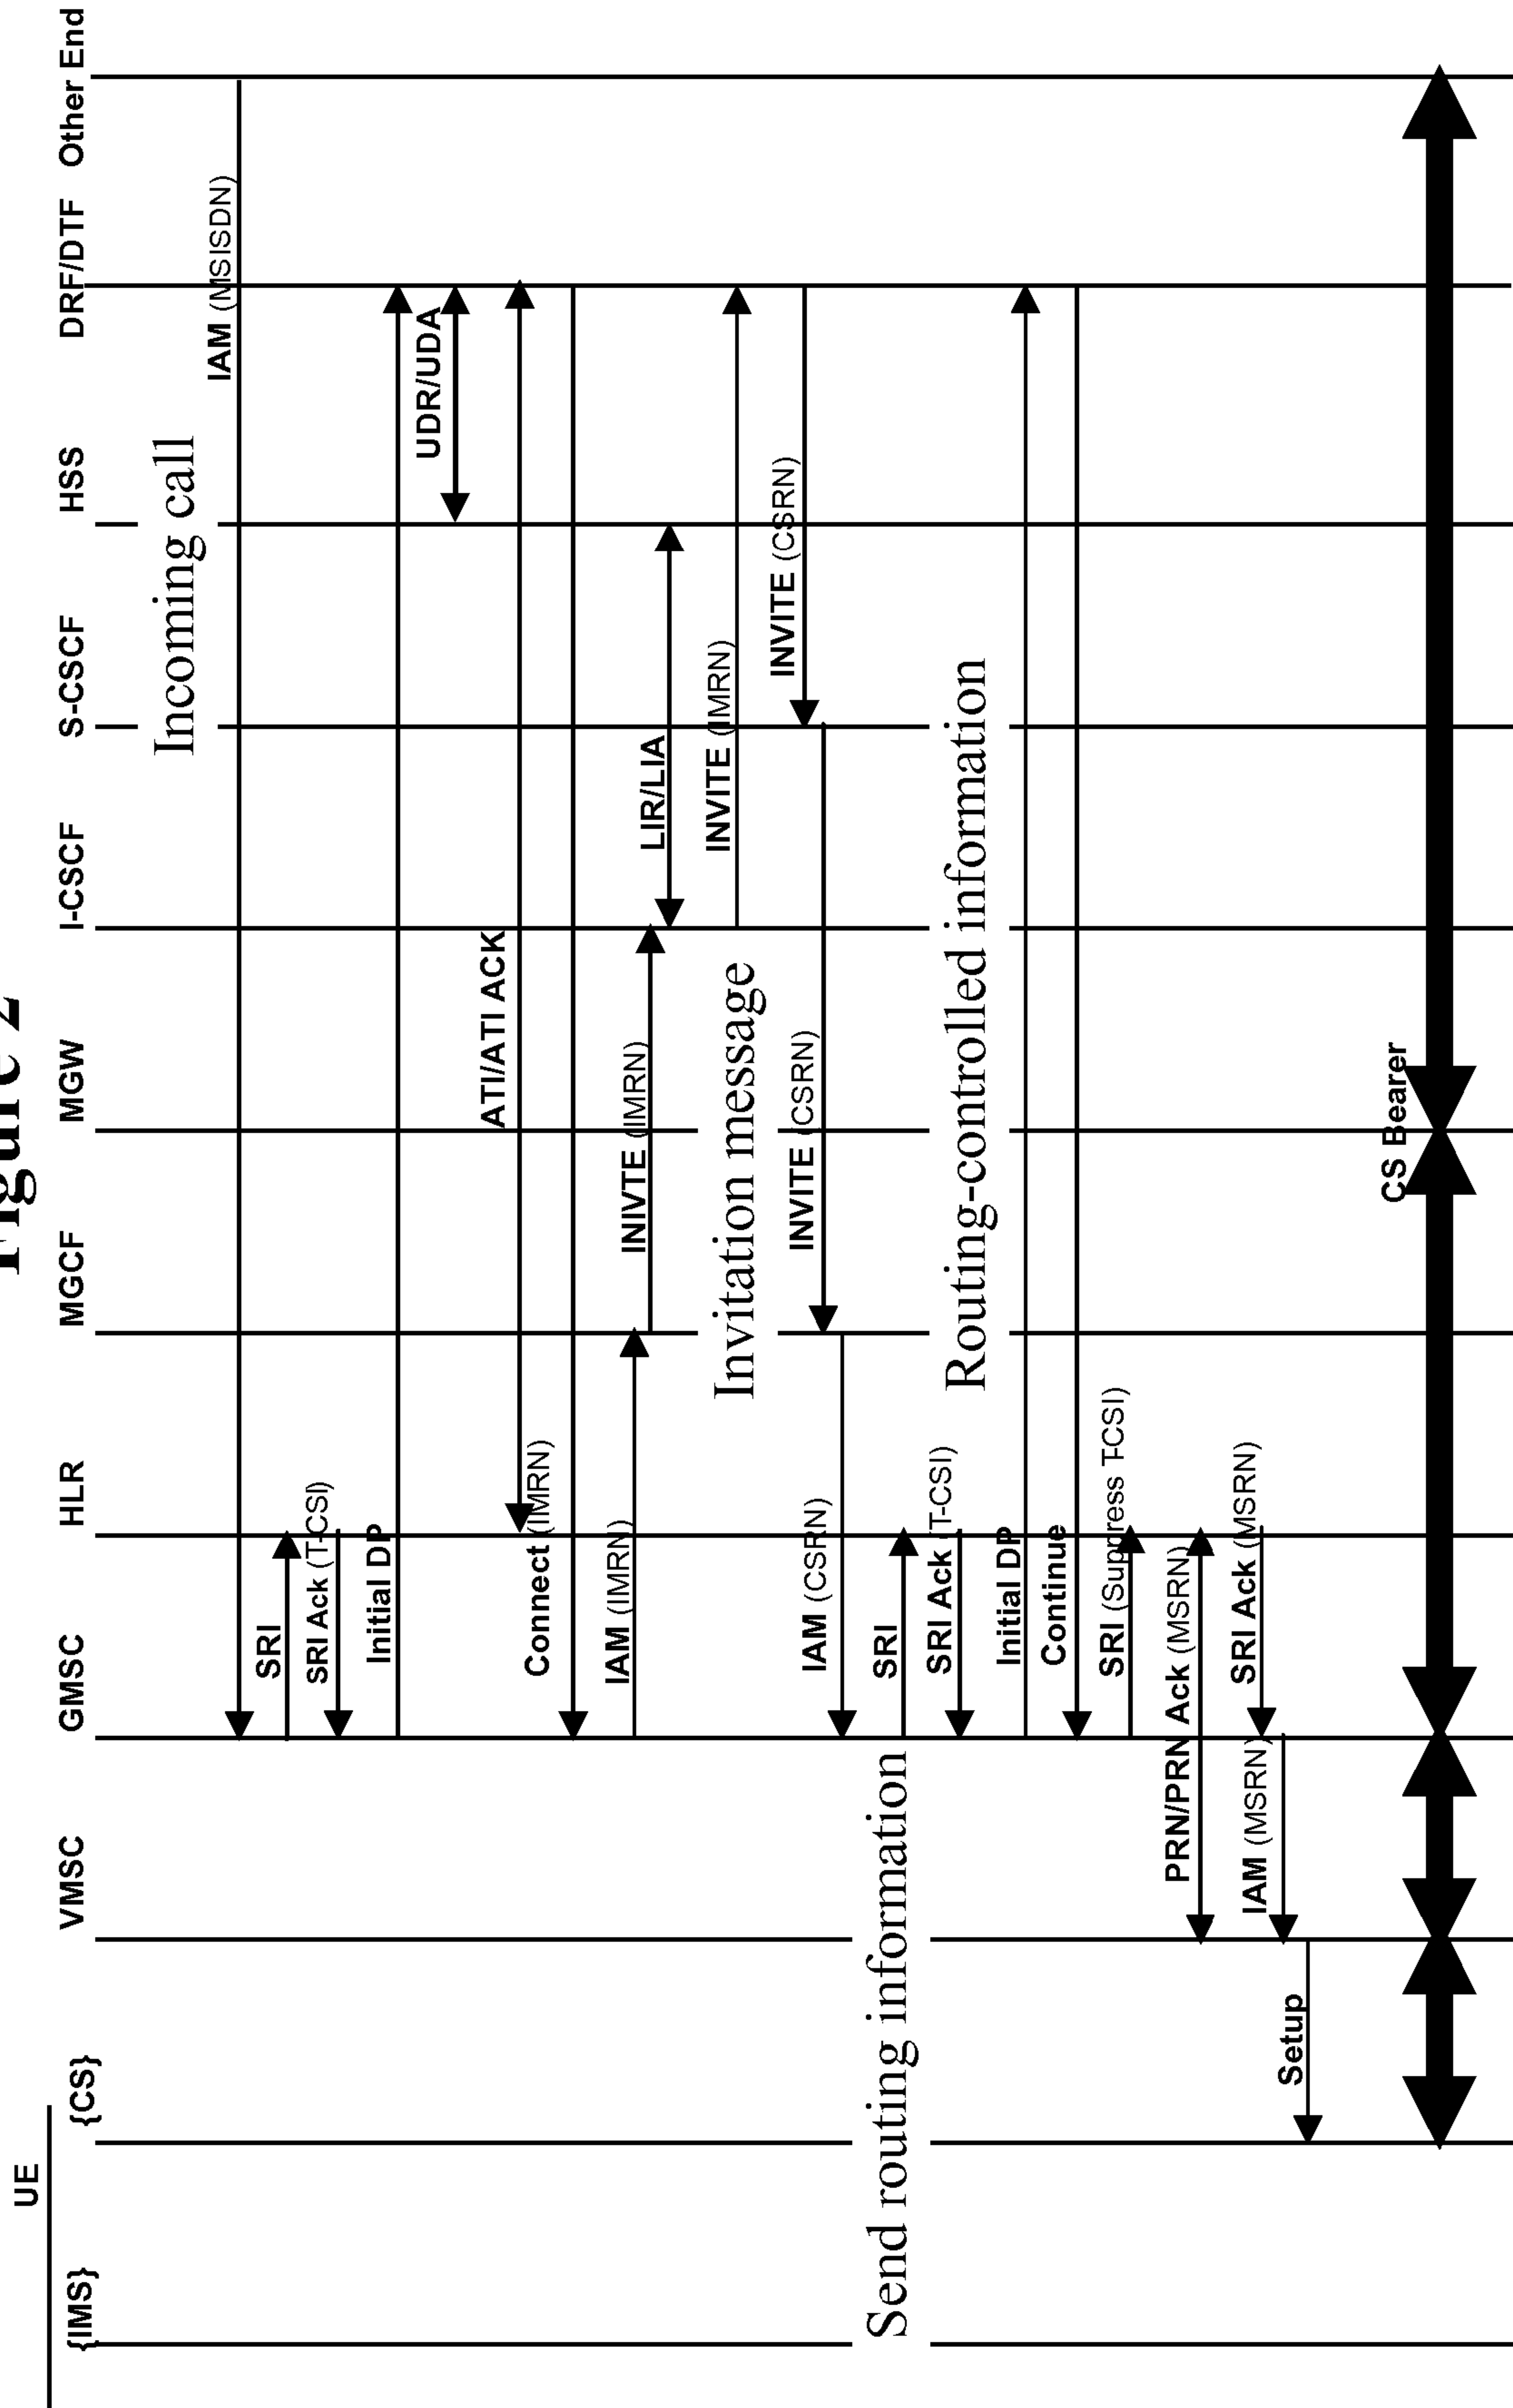 Figure 2
UE
{IMS}
{CS}
VMSC
GMSC
HLR
MGCF
MGW
I-CSCF
S-CSCF
HSS
DRF/DTF
Other End
Incoming call
IAM (MSISDN)
SRI
SRI Ack (T-CSI)
Initial DP
UDR/UDA
ATI/ATI ACK
Connect (IMRN)
IAM (IMRN)
INIVTE (IMRN)
LIR/LIA
INVITE (IMRN)
Invitation message
INVITE (CSRN)
INVITE (CSRN)
IAM (CSRN)
Send routing information
SRI
SRI Ack (T-CSI)
Routing-controlled information
Initial DP
Continue
SRI (Suppress T-CSI)
PRN/PRN Ack (MSRN)
SRI Ack (MSRN)
IAM (MSRN)
Setup
CS Bearer